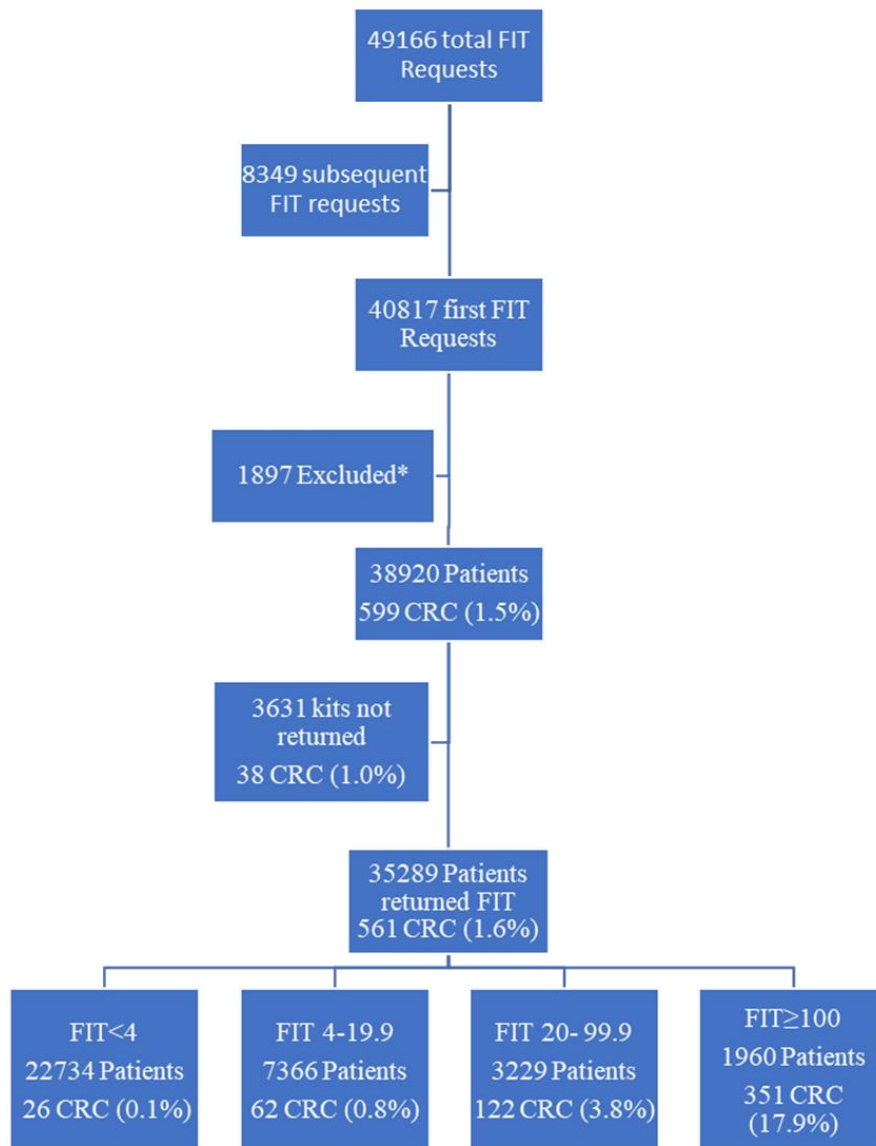 49166 total FIT
Requests
8349 subsequent
FIT requests
40817 first FIT
Requests
1897 Excluded*
38920 Patients
599 CRC (1.5%)
3631 kits not
returned
38 CRC (1.0%)
35289 Patients
returned FIT
561 CRC (1.6%)
FIT<4
22734 Patients
26 CRC (0.1%)
FIT 4-19.9
7366 Patients
62 CRC (0.8%)
FIT 20- 99.9
3229 Patients
122 CRC (3.8%)
FIT≥100
1960 Patients
351 CRC
(17.9%)